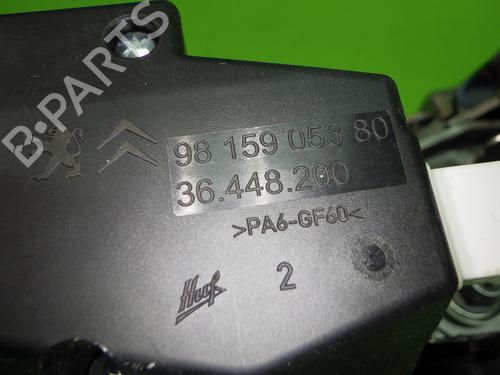 B-PARTS
98 159 053 80
36.448.200
>PA6-GF60<
Huf
2